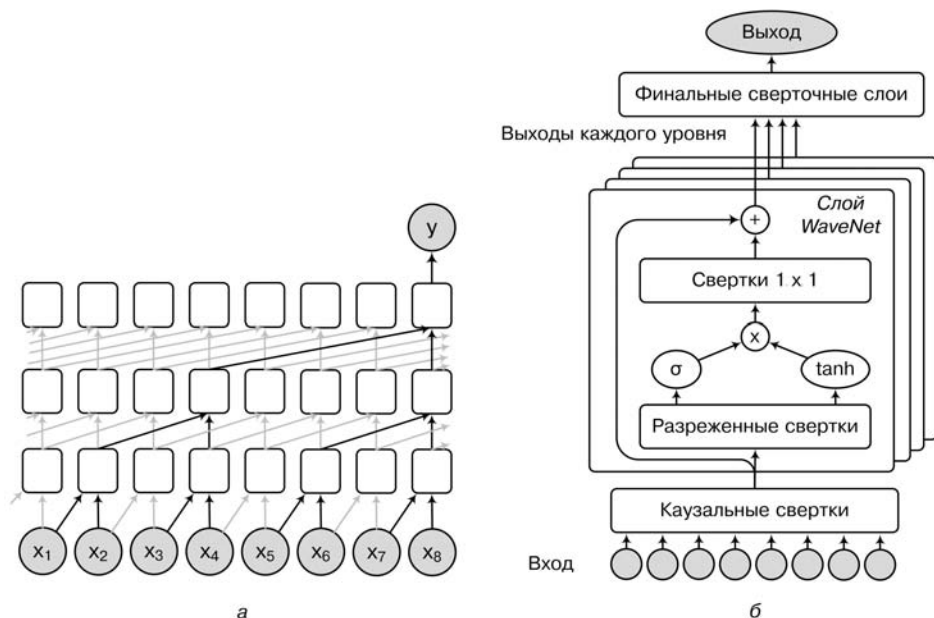 y
x1 x2 x3 x4 x5 x6 x7 x8
а
Выход
Финальные сверточные слои
Выходы каждого уровня
Слой
WaveNet
+
Свертки 1 x 1
x
σ tanh
Разреженные свертки
Каузальные свертки
Вход
б